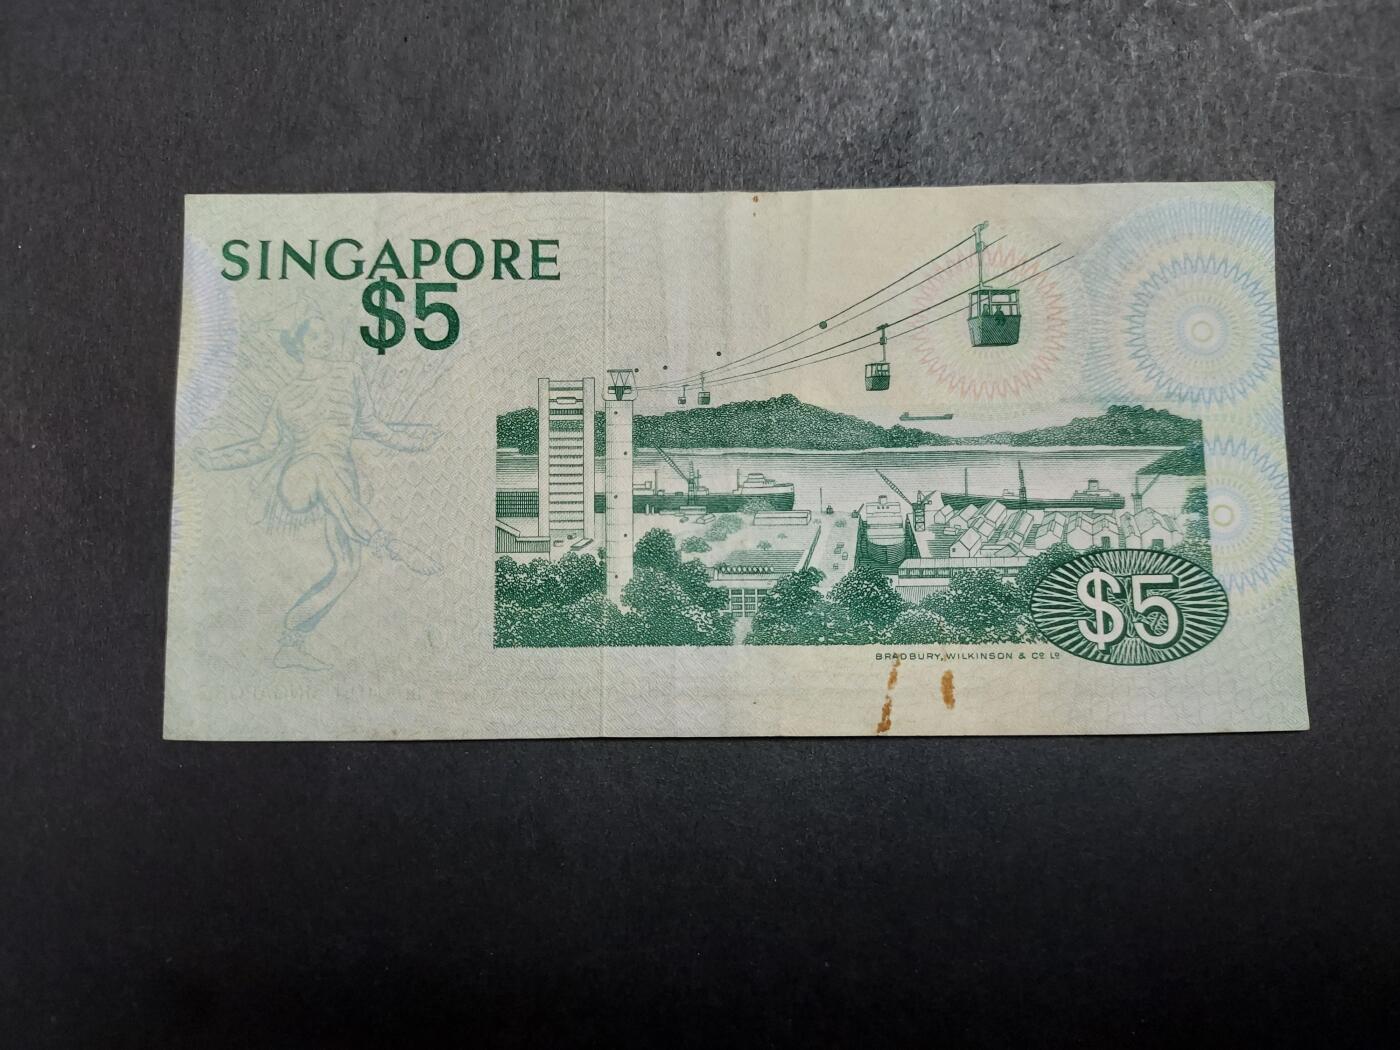 SINGAPORE
$5
BRADBURY, WILKINSON & Co. Ld.
$5